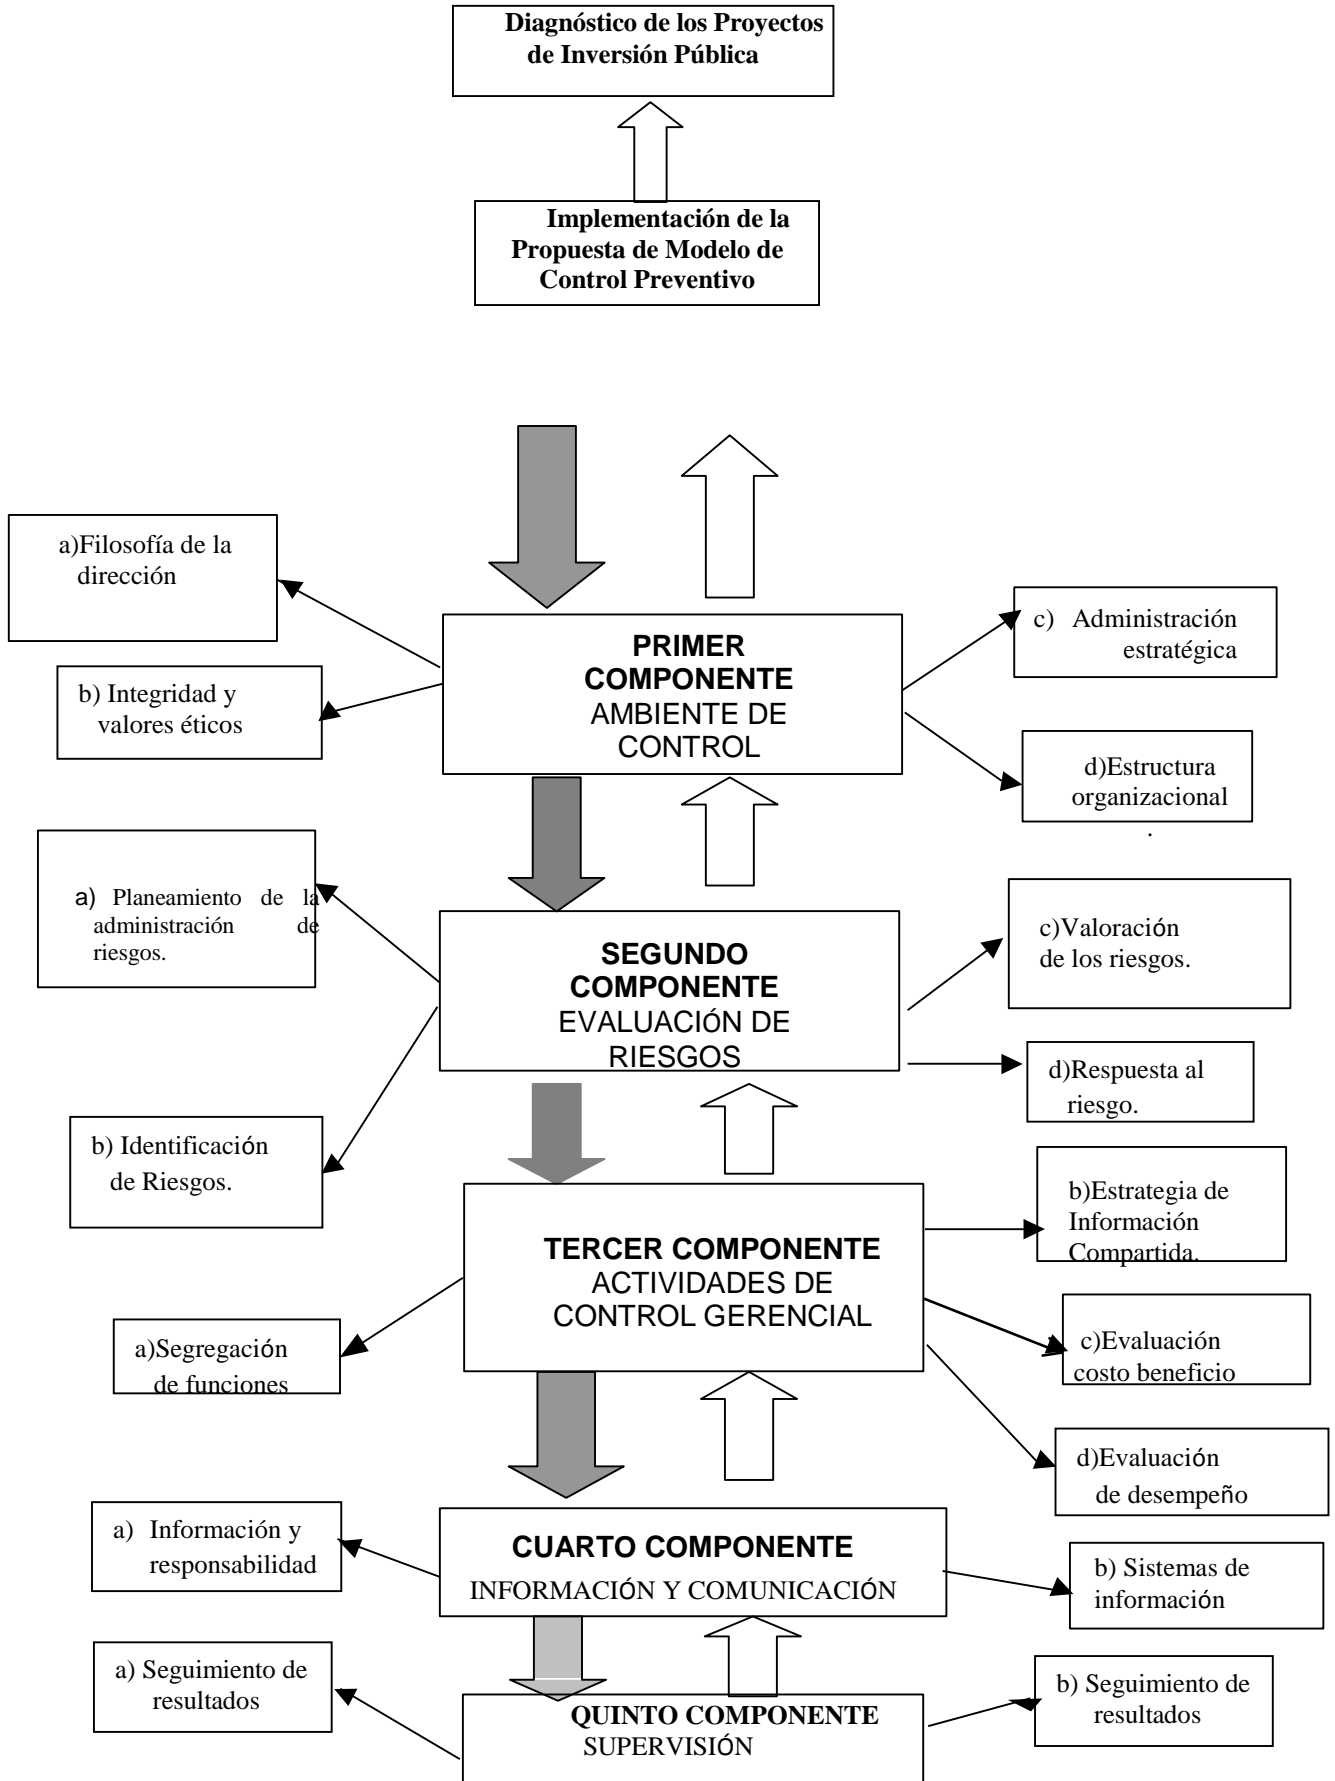 Diagnóstico de los Proyectos
de Inversión Pública
Implementación de la
Propuesta de Modelo de
Control Preventivo
a)Filosofía de la
dirección
b) Integridad y
valores éticos
PRIMER
COMPONENTE
AMBIENTE DE
CONTROL
c) Administración
estratégica
d)Estructura
organizacional
.
a) Planeamiento de la
administración de
riesgos.
b) Identificación
de Riesgos.
SEGUNDO
COMPONENTE
EVALUACIÓN DE
RIESGOS
c)Valoración
de los riesgos.
d)Respuesta al
riesgo.
TERCER COMPONENTE
ACTIVIDADES DE
CONTROL GERENCIAL
a)Segregación
de funciones
b)Estrategia de
Información
Compartida.
c)Evaluación
costo beneficio
d)Evaluación
de desempeño
a) Información y
responsabilidad
CUARTO COMPONENTE
INFORMACIÓN Y COMUNICACIÓN
b) Sistemas de
información
a) Seguimiento de
resultados
QUINTO COMPONENTE
SUPERVISIÓN
b) Seguimiento de
resultados